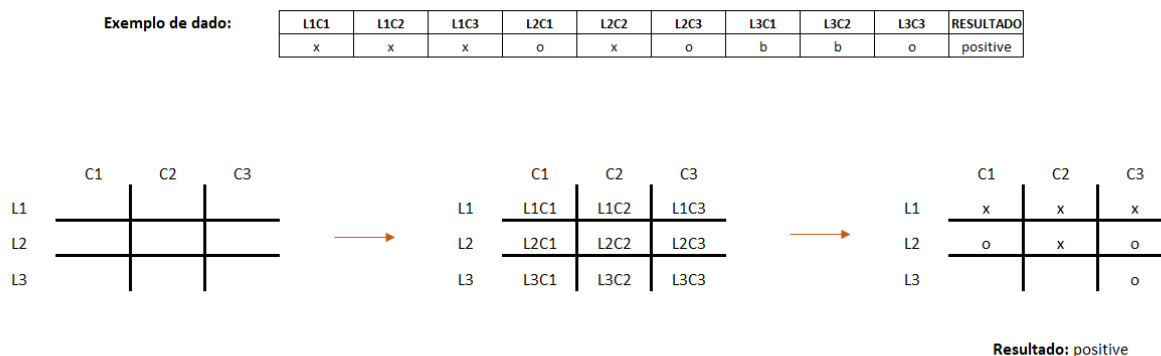 Exemplo de dado:
L1C1 L1C2 L1C3 L2C1 L2C2 L2C3 L3C1 L3C2 L3C3 RESULTADO
x x x o x o b b o positive
C1 C2 C3 C1 C2 C3 C1 C2 C3
L1 L1 L1C1 L1C2 L1C3 L1 x x x
L2 L2 L2C1 L2C2 L2C3 L2 o x o
L3 L3 L3C1 L3C2 L3C3 L3 o
Resultado: positive